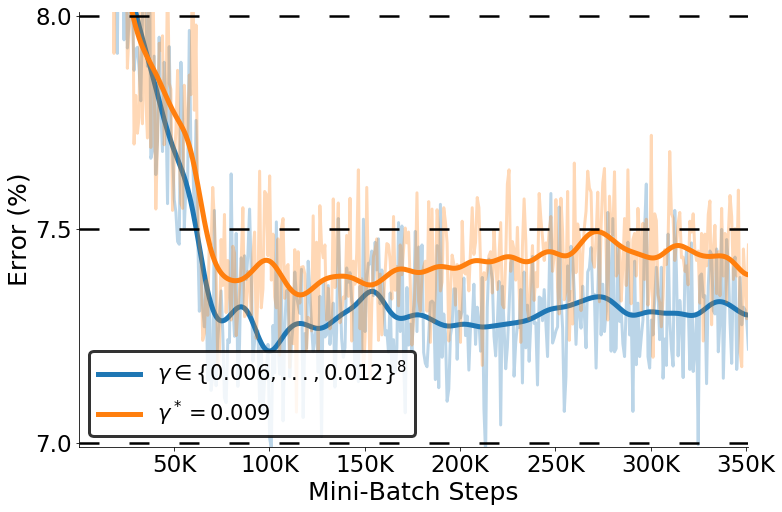 8.0
7.5
7.0
Error (%)
γ ∈ {0.006, ..., 0.012}⁸
γ* = 0.009
50K 100K 150K 200K 250K 300K 350K
Mini-Batch Steps